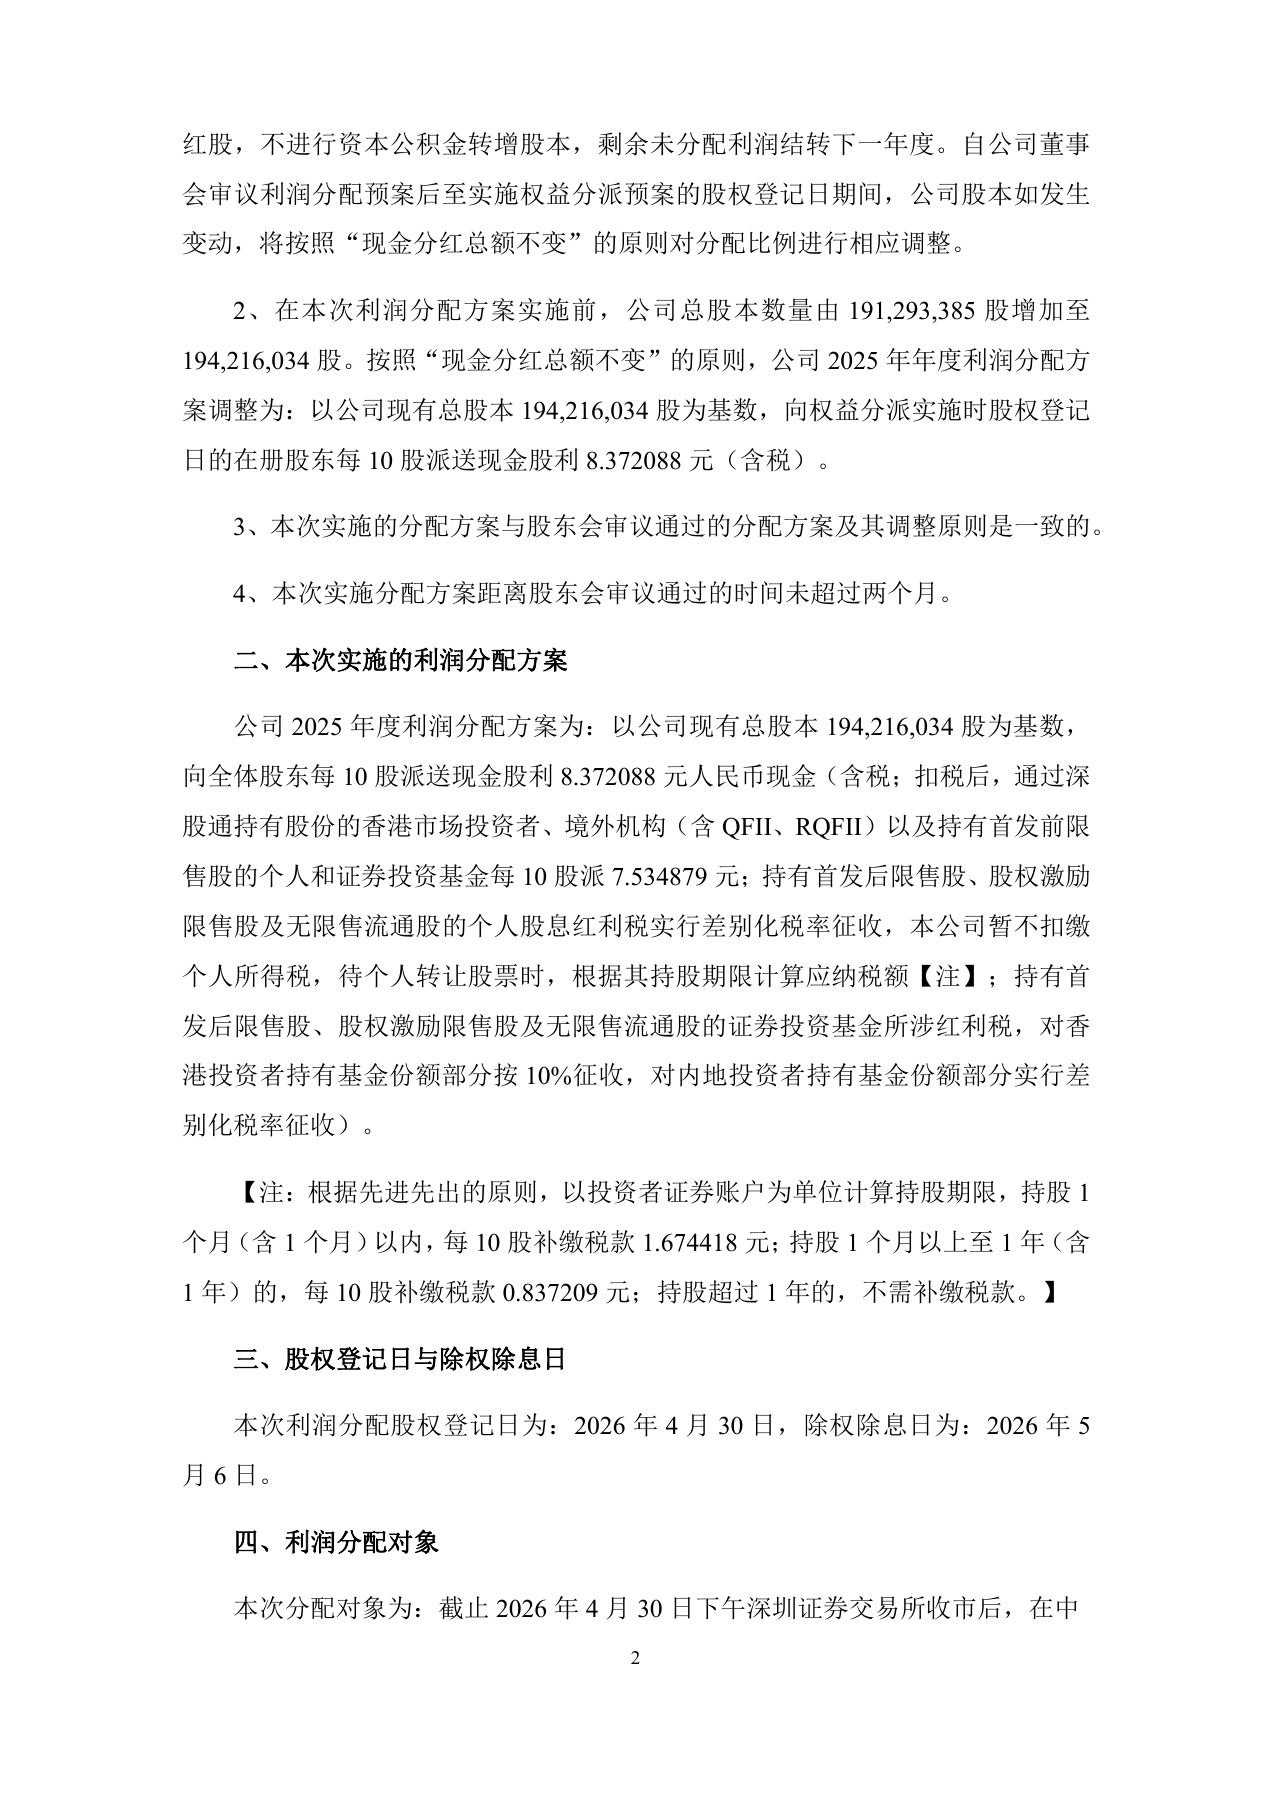 红股，不进行资本公积金转增股本，剩余未分配利润结转下一年度。自公司董事
会审议利润分配预案后至实施权益分派预案的股权登记日期间，公司股本如发生
变动，将按照“现金分红总额不变”的原则对分配比例进行相应调整。
2、在本次利润分配方案实施前，公司总股本数量由 191,293,385 股增加至
194,216,034 股。按照“现金分红总额不变”的原则，公司 2025 年年度利润分配方
案调整为：以公司现有总股本 194,216,034 股为基数，向权益分派实施时股权登记
日的在册股东每 10 股派送现金股利 8.372088 元（含税）。
3、本次实施的分配方案与股东会审议通过的分配方案及其调整原则是一致的。
4、本次实施分配方案距离股东会审议通过的时间未超过两个月。
二、本次实施的利润分配方案
公司 2025 年度利润分配方案为：以公司现有总股本 194,216,034 股为基数，
向全体股东每 10 股派送现金股利 8.372088 元人民币现金（含税；扣税后，通过深
股通持有股份的香港市场投资者、境外机构（含 QFII、RQFII）以及持有首发前限
售股的个人和证券投资基金每 10 股派 7.534879 元；持有首发后限售股、股权激励
限售股及无限售流通股的个人股息红利税实行差别化税率征收，本公司暂不扣缴
个人所得税，待个人转让股票时，根据其持股期限计算应纳税额【注】；持有首
发后限售股、股权激励限售股及无限售流通股的证券投资基金所涉红利税，对香
港投资者持有基金份额部分按 10%征收，对内地投资者持有基金份额部分实行差
别化税率征收）。
【注：根据先进先出的原则，以投资者证券账户为单位计算持股期限，持股 1
个月（含 1 个月）以内，每 10 股补缴税款 1.674418 元；持股 1 个月以上至 1 年（含
1 年）的，每 10 股补缴税款 0.837209 元；持股超过 1 年的，不需补缴税款。】
三、股权登记日与除权除息日
本次利润分配股权登记日为：2026 年 4 月 30 日，除权除息日为：2026 年 5
月 6 日。
四、利润分配对象
本次分配对象为：截止 2026 年 4 月 30 日下午深圳证券交易所收市后，在中
2